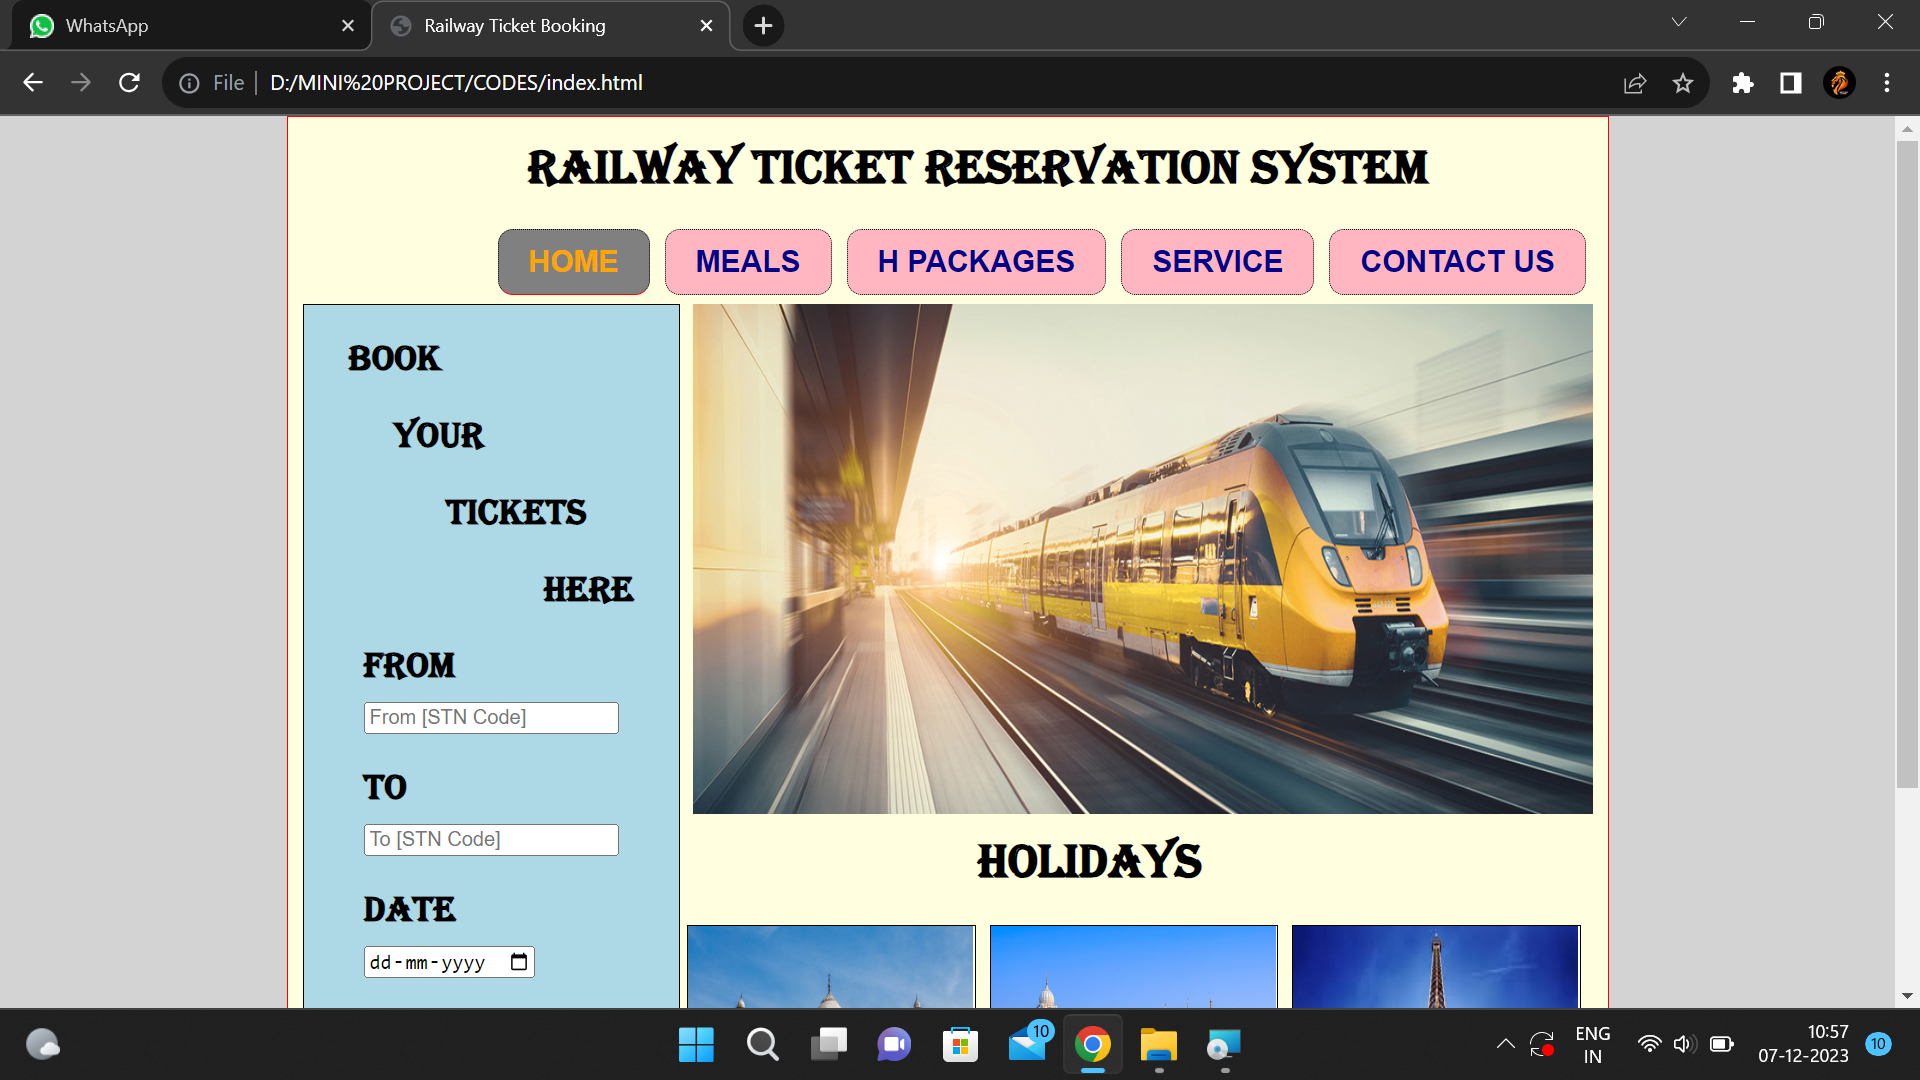 WhatsApp
Railway Ticket Booking
File
D:/MINI%20PROJECT/CODES/index.html
RAILWAY TICKET RESERVATION SYSTEM
HOME
MEALS
H PACKAGES
SERVICE
CONTACT US
BOOK
YOUR
TICKETS
HERE
FROM
From [STN Code]
TO
To [STN Code]
DATE
dd-mm-yyyy
HOLIDAYS
10
ENG
IN
10:57
07-12-2023
10